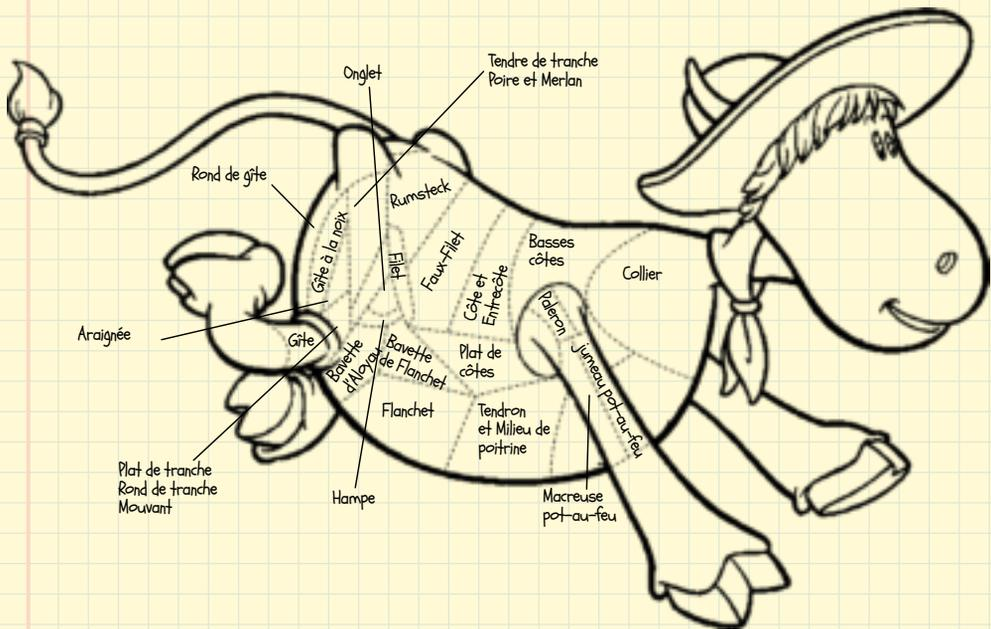 Onglet
Tendre de tranche
Poire et Merlan
Rond de gîte
Rumsteck
Gîte à la noix
Filet
Faux-Filet
Côte et
Entrecôte
Basses
côtes
Collier
Paleron
Araignée
Gîte
Bavette
d'Aloyau
Bavette
de Flanchet
Plat de
côtes
jumeau pot-au-feu
Flanchet
Tendron
et Milieu de
poitrine
Plat de tranche
Rond de tranche
Mouvant
Hampe
Macreuse
pot-au-feu